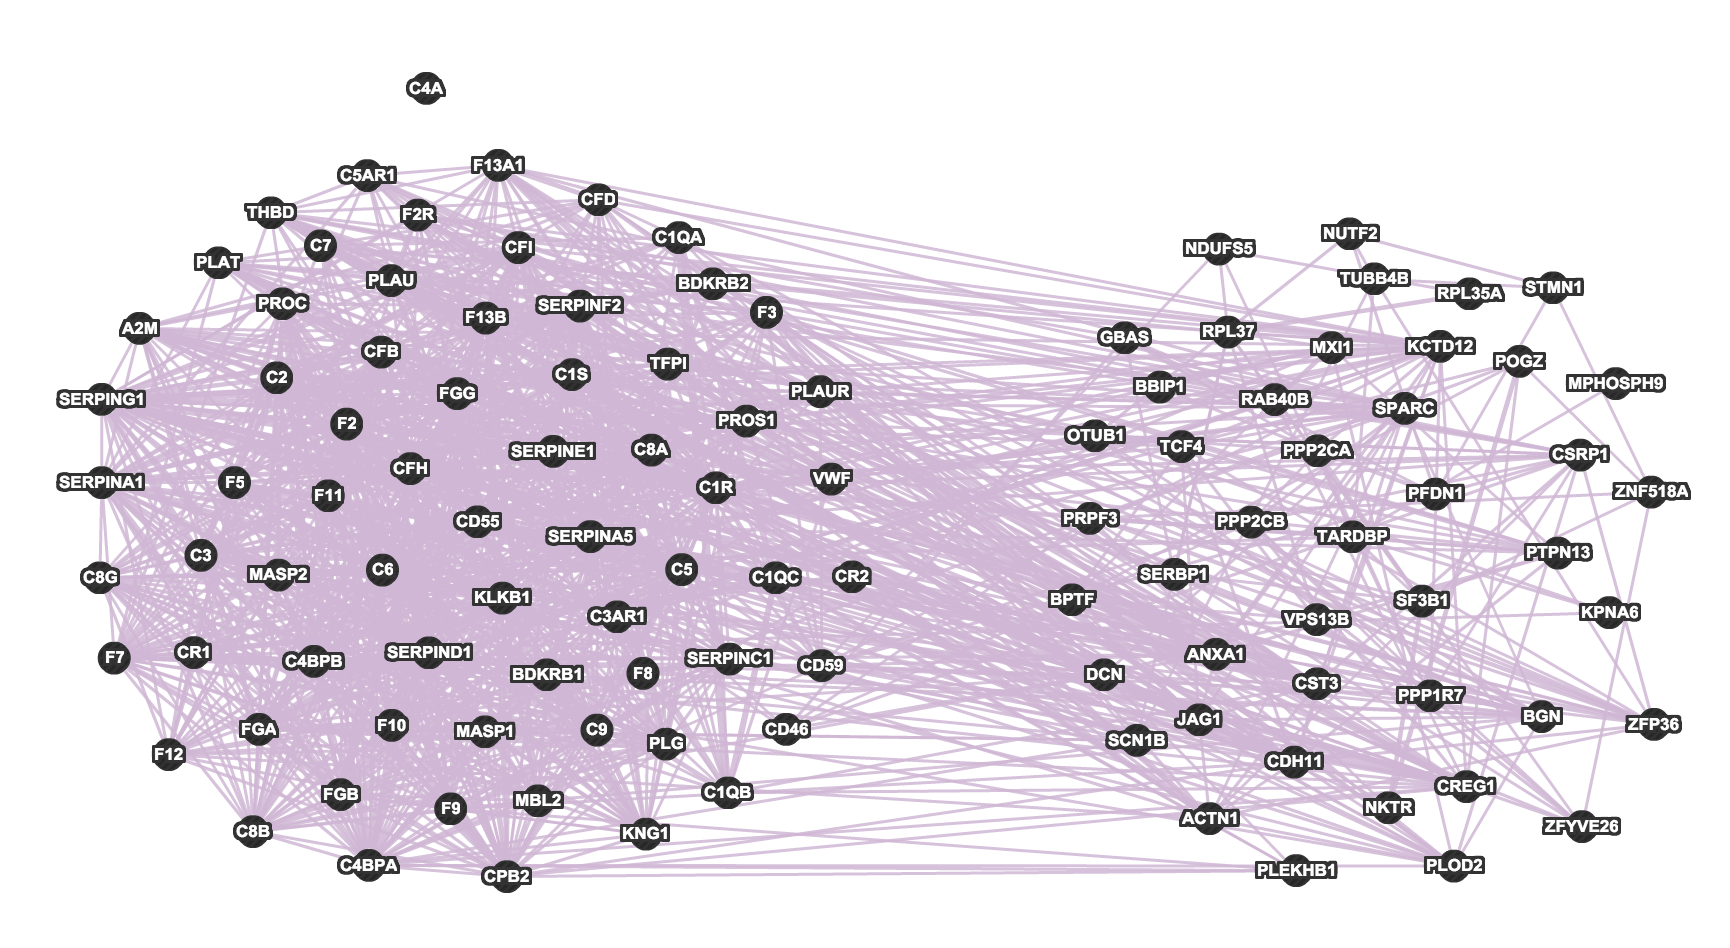 C4A
F13A1
C5AR1
CFD
THBD
F2R
C1QA
NUTF2
C7
CFI
NDUFS5
PLAT
PLAU
BDKRB2
TUBB4B
RPL35A
STMN1
PROC
SERPINF2
F13B
F3
A2M
GBAS
RPL37
MXI1
KCTD12
CFB
TFPI
POGZ
C2
C1S
FGG
PLAUR
BBIP1
MPHOSPH9
SERPING1
RAB40B
SPARC
F2
PROS1
OTUB1
TCF4
PPP2CA
CSRP1
SERPINE1
C8A
CFH
SERPINA1
F5
F11
C1R
VWF
PFDN1
ZNF518A
CD55
PRPF3
PPP2CB
SERPINA5
TARDBP
C3
PTPN13
C8G
MASP2
C6
C5
C1QC
CR2
SERBP1
KLKB1
BPTF
SF3B1
C3AR1
VPS13B
KPNA6
F7
CR1
C4BPB
SERPIND1
SERPINC1
CD59
ANXA1
BDKRB1
F8
DCN
CST3
PPP1R7
FGA
F10
MASP1
C9
PLG
CD46
JAG1
SCN1B
BGN
ZFP36
F12
CDH11
CREG1
FGB
F9
MBL2
C1QB
NKTR
C8B
KNG1
ACTN1
ZFYVE26
C4BPA
CPB2
PLEKHB1
PLOD2